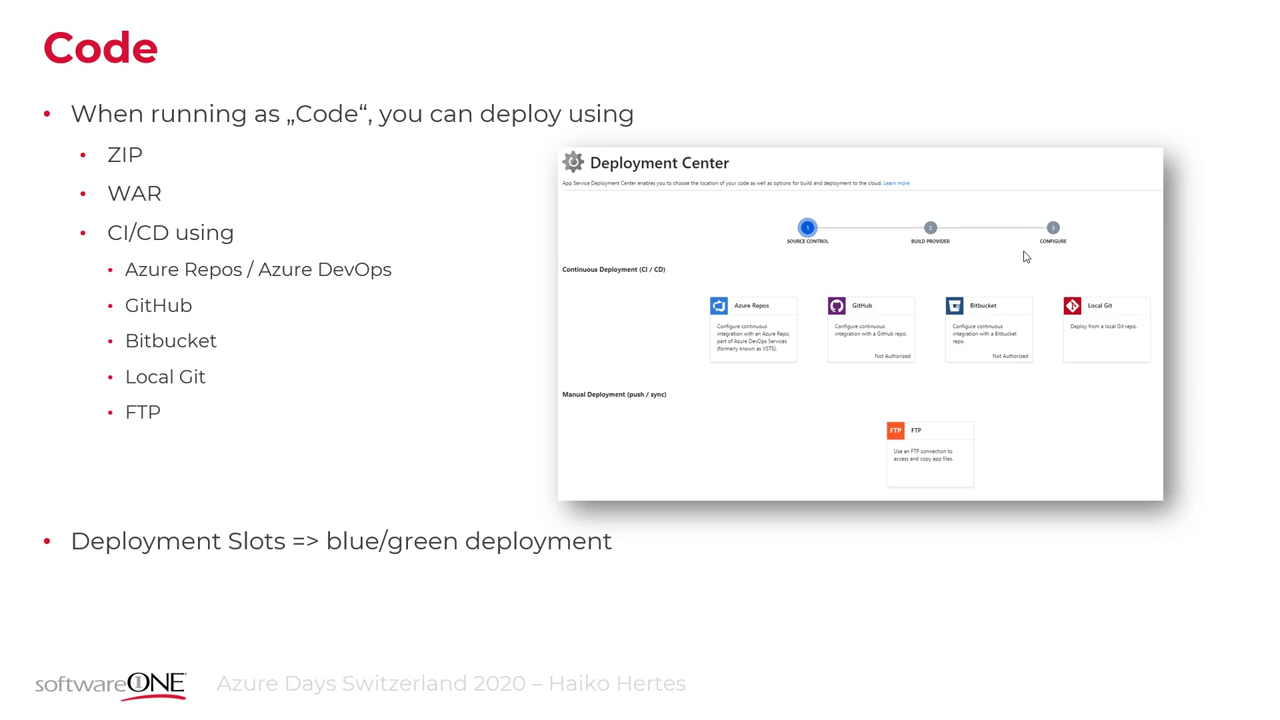 Code
• When running as „Code“, you can deploy using
• ZIP
• WAR
• CI/CD using
• Azure Repos / Azure DevOps
• GitHub
• Bitbucket
• Local Git
• FTP
Deployment Center
App Service Deployment Center enables you to choose the location of your code as well as options for build and deployment to the cloud. Learn more
1 2 3
SOURCE CONTROL BUILD PROVIDER CONFIGURE
Continuous Deployment (CI / CD)
Azure Repos
Configure continuous
integration with an Azure Repo,
part of Azure DevOps Services
(formerly known as VSTS).
GitHub
Configure continuous
integration with a GitHub repo.
Not Authorized
Bitbucket
Configure continuous
integration with a Bitbucket
repo.
Not Authorized
Local Git
Deploy from a local Git repo.
Manual Deployment (push / sync)
FTP FTP
Use an FTP connection to
access and copy app files.
• Deployment Slots => blue/green deployment
softwareONE
Azure Days Switzerland 2020 – Haiko Hertes